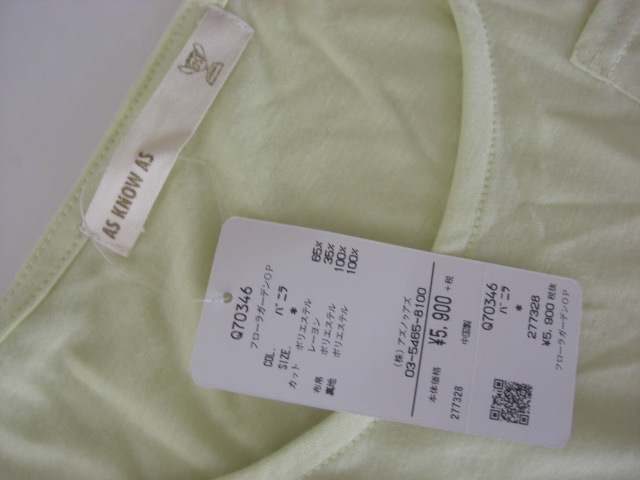 AS KNOW AS
Q70346
フローラガーデンOP
COL. バニラ
SIZE. *
カット ポリエステル 65%
レーヨン 35%
布帛 ポリエステル 100%
裏地 ポリエステル 100%
(株) アズノゥアズ
03-5465-8100
本体価格 ¥5,900 +税
277328 中国製
Q70346
バニラ
*
277328
¥5,900 税抜
フローラガーデンOP